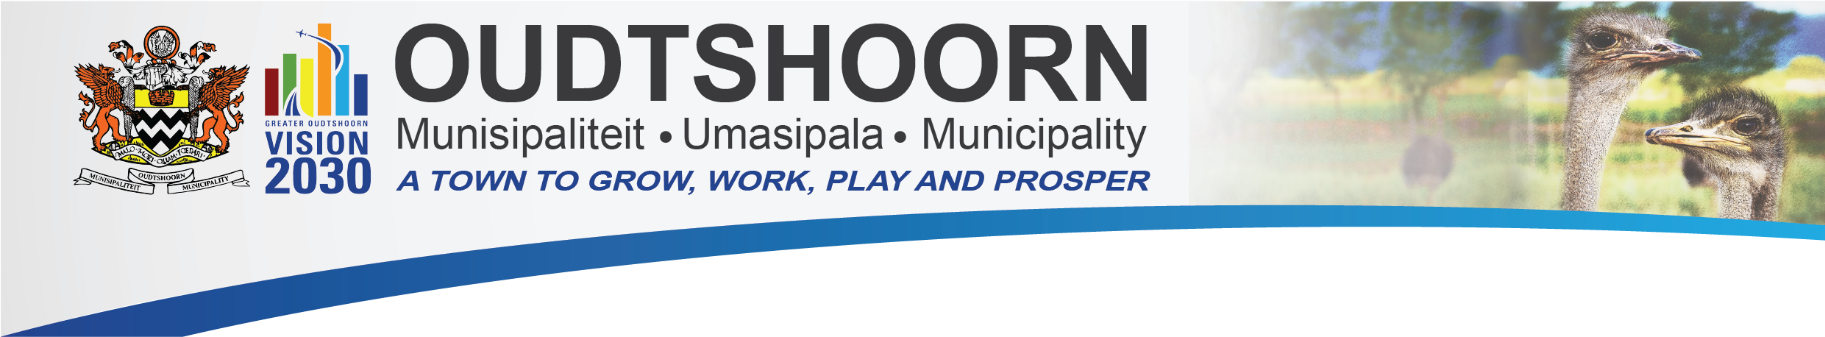 OUDTSHOORN
Munisipaliteit • Umasipala • Municipality
A TOWN TO GROW, WORK, PLAY AND PROSPER
GREATER OUDTSHOORN
VISION
2030
MUNISIPALITEIT OUDTSHOORN MUNICIPALITY